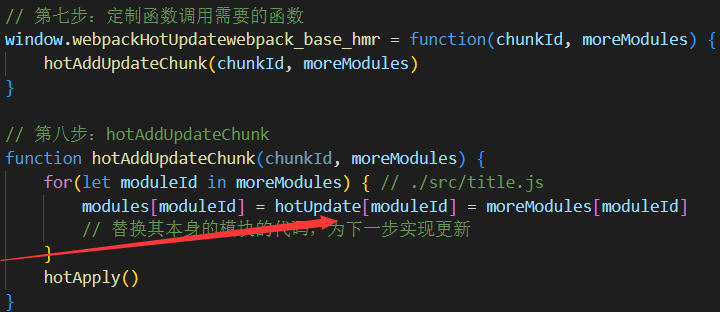 // 第七步：定制函数调用需要的函数
window.webpackHotUpdatewebpack_base_hmr = function(chunkId, moreModules) {
    hotAddUpdateChunk(chunkId, moreModules)
}
// 第八步：hotAddUpdateChunk
function hotAddUpdateChunk(chunkId, moreModules) {
    for(let moduleId in moreModules) { // ./src/title.js
        modules[moduleId] = hotUpdate[moduleId] = moreModules[moduleId]
        // 替换其本身的模块的代码，为下一步实现更新
    }
    hotApply()
}